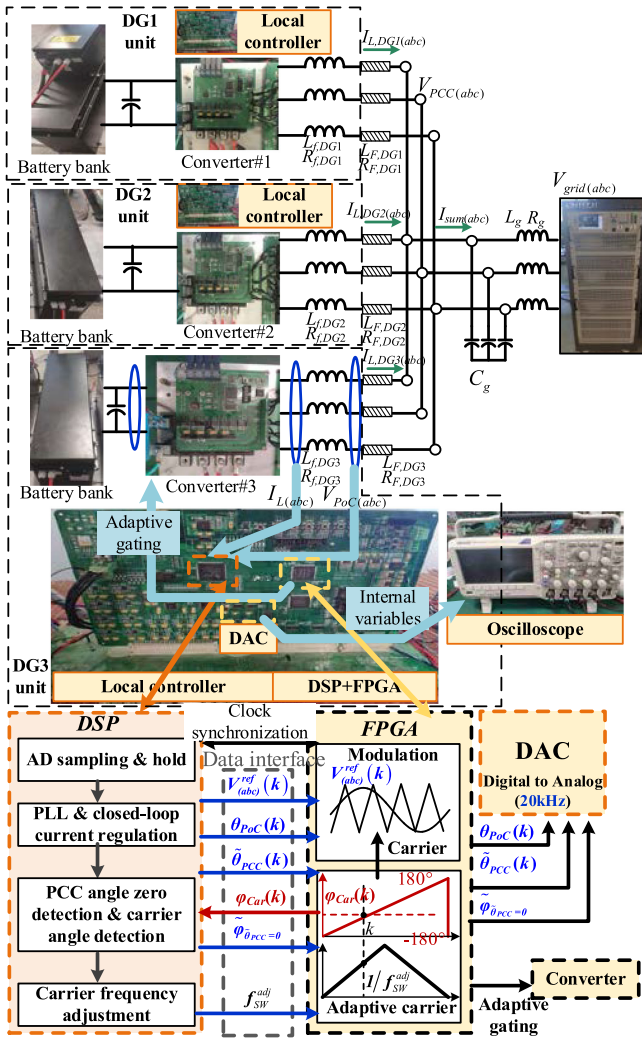 DG1
unit
Local
controller
I_{L,DG1(abc)}
V_{PCC(abc)}
L_{f,DG1}
R_{f,DG1}
L_{F,DG1}
R_{F,DG1}
Battery bank
Converter#1
V_{grid(abc)}
DG2
unit
Local
controller
I_{L,DG2(abc)}
I_{sum(abc)}
L_g R_g
L_{f,DG2}
R_{f,DG2}
L_{F,DG2}
R_{F,DG2}
Battery bank
Converter#2
I_{L,DG3(abc)}
C_g
L_{f,DG3}
R_{f,DG3}
L_{F,DG3}
R_{F,DG3}
Battery bank
Converter#3
I_{L(abc)}
V_{PoC(abc)}
Adaptive
gating
Internal
variables
DAC
Oscilloscope
DG3
unit
Local controller
DSP+FPGA
DSP
Clock
synchronization
Data interface
FPGA
AD sampling & hold
PLL & closed-loop
current regulation
PCC angle zero
detection & carrier
angle detection
Carrier frequency
adjustment
V_{(abc)}^{ref}(k)
θ_{PoC}(k)
θ̃_{PCC}(k)
φ_{Car}(k)
φ̃_{θ̃_{PCC}=0}
f_{SW}^{adj}
Modulation
V_{(abc)}^{ref}(k)
Carrier
φ_{Car}(k)
180°
k
-180°
1/f_{SW}^{adj}
Adaptive carrier
DAC
Digital to Analog
(20kHz)
θ_{PoC}(k)
θ̃_{PCC}(k)
φ̃_{θ̃_{PCC}=0}
Converter
Adaptive
gating